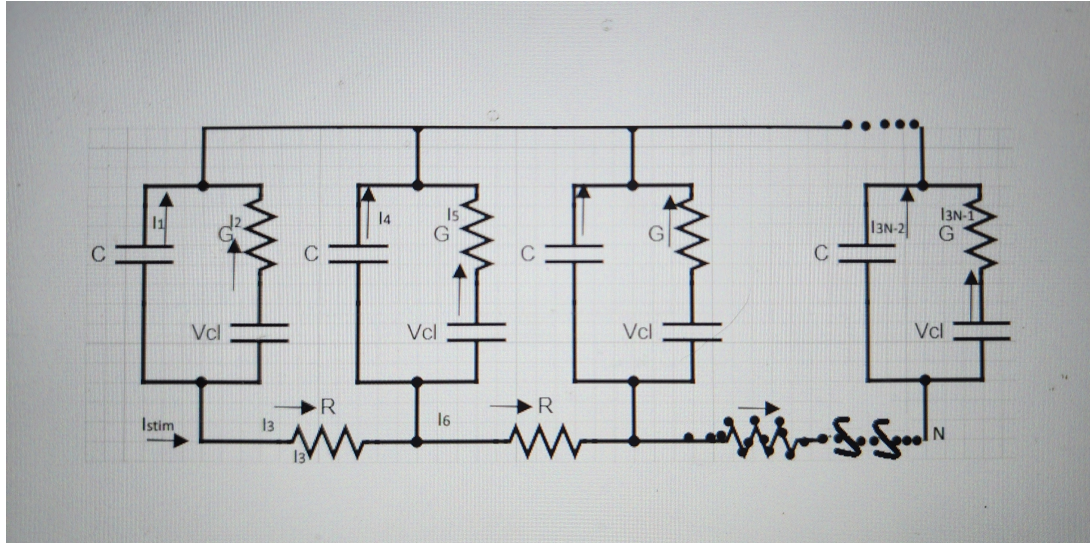 I1
I2
G
C
I4
I5
G
C
G
C
I3N-2
I3N-1
G
C
Vcl
Vcl
Vcl
Vcl
Istim
I3
R
I3
I6
R
N